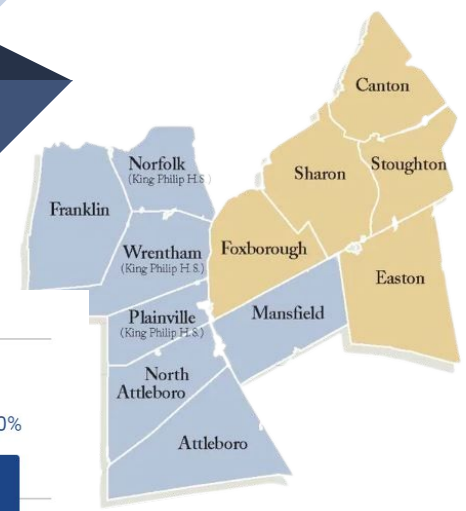 Canton
Norfolk
(King Philip H.S.)
Sharon
Stoughton
Franklin
Wrentham
(King Philip H.S.)
Foxborough
Easton
Plainville
(King Philip H.S.)
Mansfield
North
Attleboro
0%
Attleboro